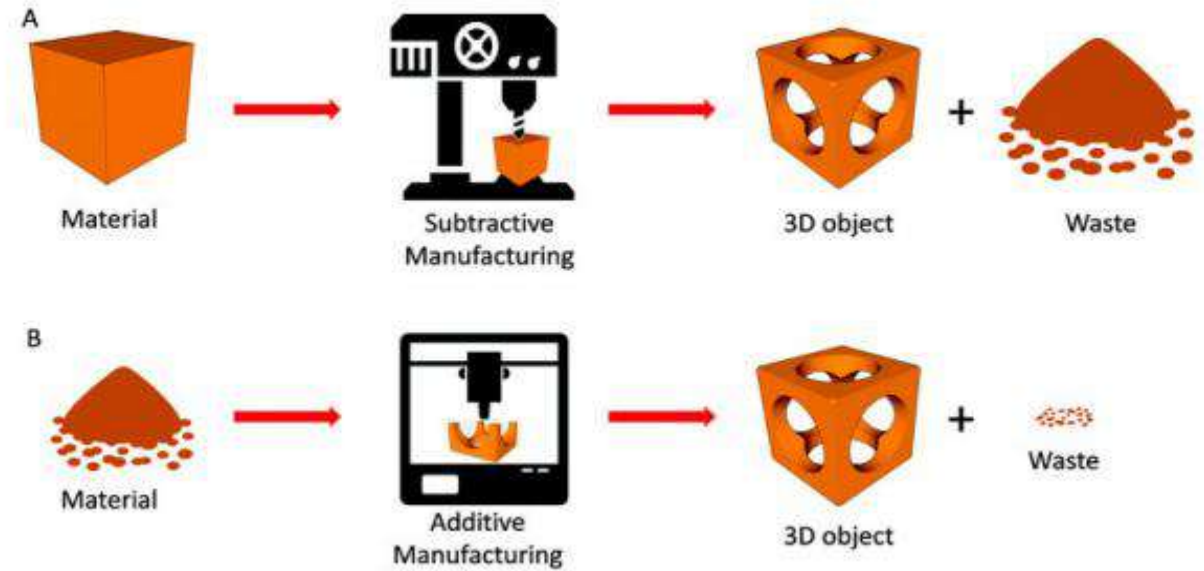 A
Material
Subtractive
Manufacturing
3D object
+
Waste
B
Material
Additive
Manufacturing
3D object
+
Waste